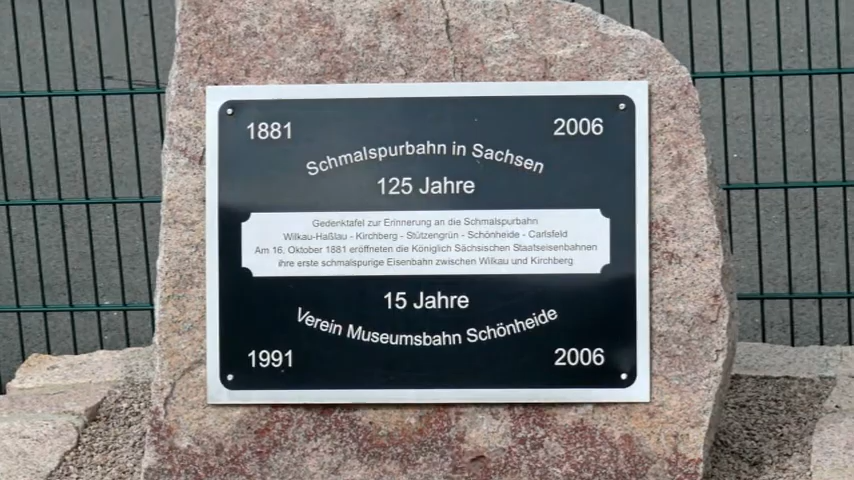 1881 2006
Schmalspurbahn in Sachsen
125 Jahre
Gedenktafel zur Erinnerung an die Schmalspurbahn
Wilkau-Haßlau - Kirchberg - Stützengrün - Schönheide - Carlsfeld
Am 16. Oktober 1881 eröffneten die Königlich Sächsischen Staatseisenbahnen
ihre erste schmalspurige Eisenbahn zwischen Wilkau und Kirchberg
15 Jahre
Verein Museumsbahn Schönheide
1991 2006